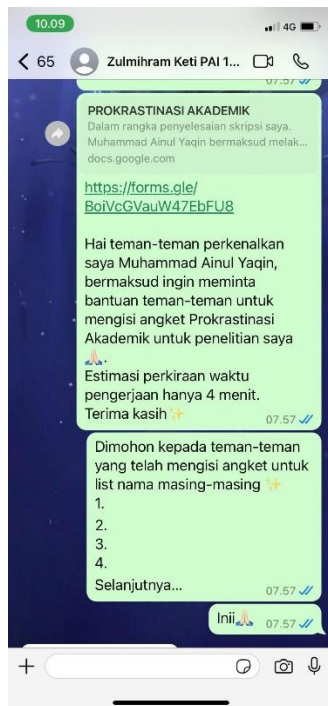 10.09
4G
65
Zulmihram Keti PAI 1...
07.57
PROKRASTINASI AKADEMIK
Dalam rangka penyelesaian skripsi saya.
Muhammad Ainul Yaqin bermaksud melak...
docs.google.com
https://forms.gle/
BoiVcGVauW47EbFU8
Hai teman-teman perkenalkan
saya Muhammad Ainul Yaqin,
bermaksud ingin meminta
bantuan teman-teman untuk
mengisi angket Prokrastinasi
Akademik untuk penelitian saya
🙏🏻.
Estimasi perkiraan waktu
pengerjaan hanya 4 menit.
Terima kasih ✨
07.57
Dimohon kepada teman-teman
yang telah mengisi angket untuk
list nama masing-masing ✨
1.
2.
3.
4.
Selanjutnya...
07.57
Inii🙏🏻 07.57